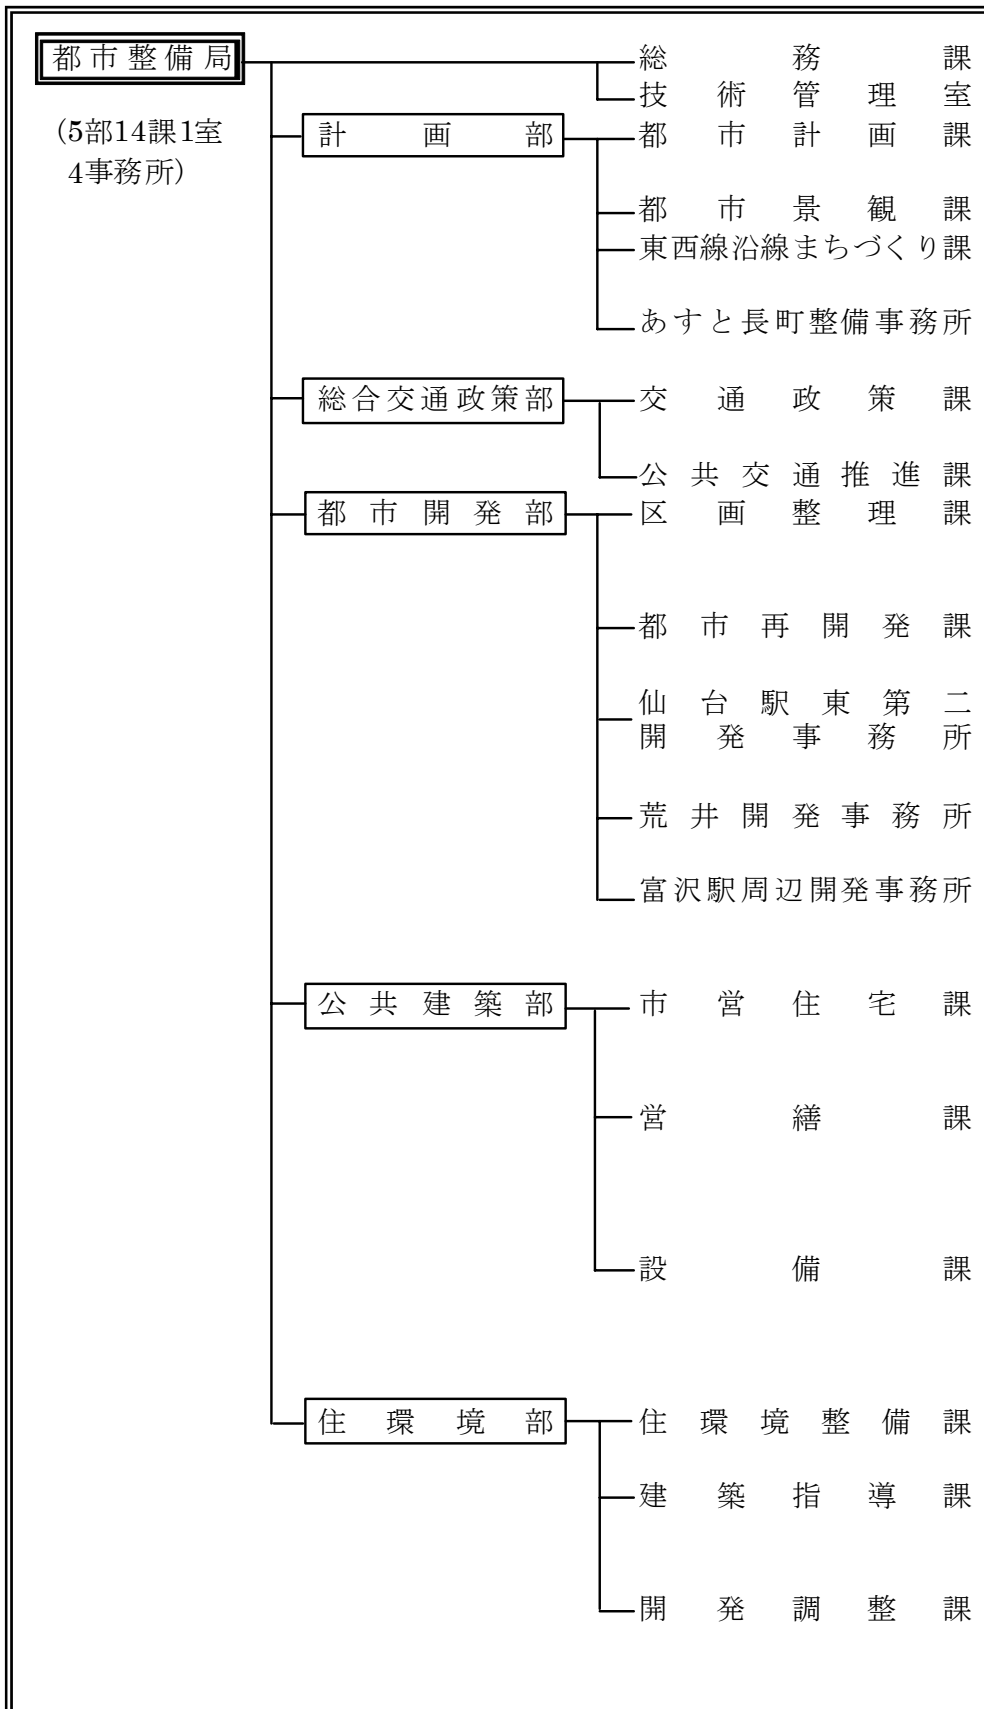 都市整備局
総務課
技術管理室
(5部14課1室
4事務所)
計画部
都市計画課
都市景観課
東西線沿線まちづくり課
あすと長町整備事務所
総合交通政策部
交通政策課
公共交通推進課
都市開発部
区画整理課
都市再開発課
仙台駅東第二
開発事務所
荒井開発事務所
富沢駅周辺開発事務所
公共建築部
市営住宅課
営繕課
設備課
住環境部
住環境整備課
建築指導課
開発調整課